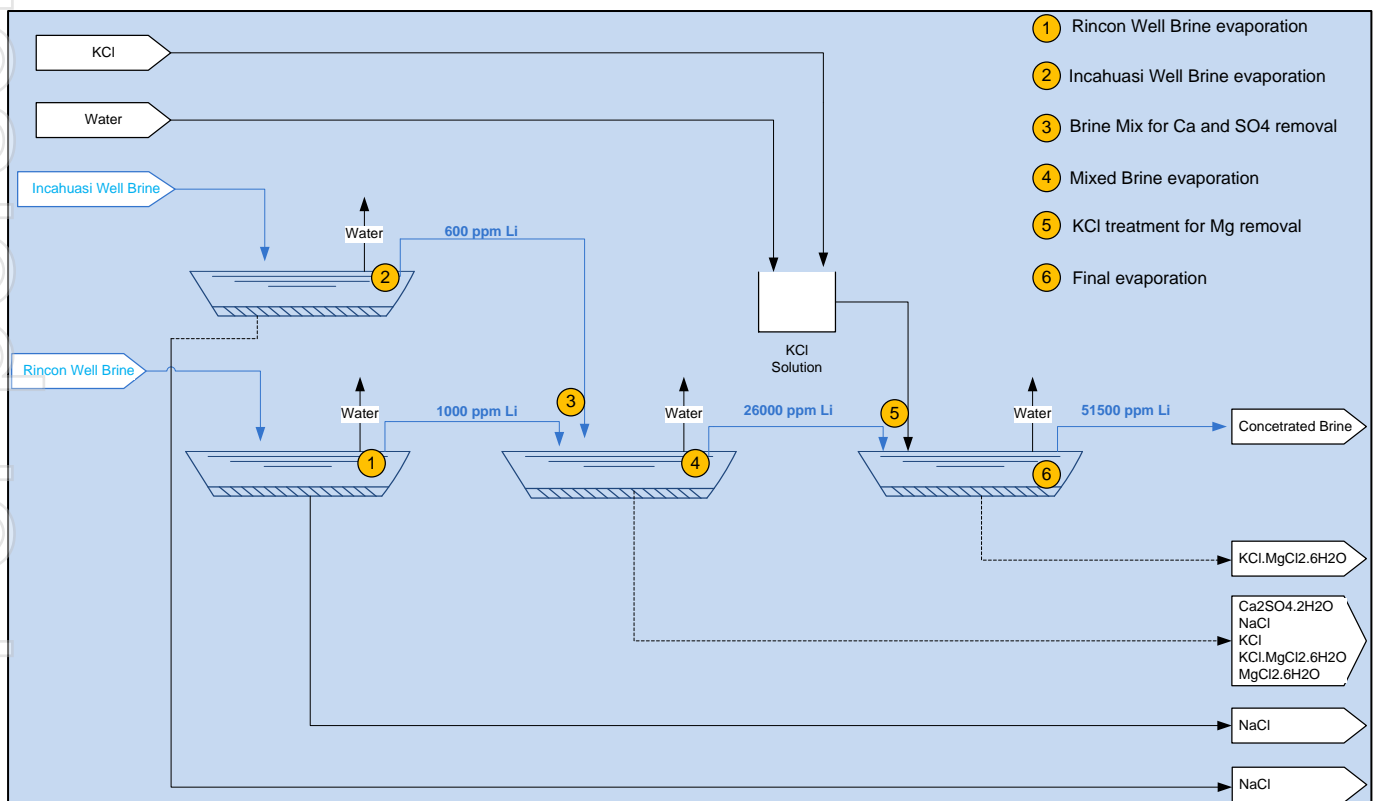 KCl
Water
Incahuasi Well Brine
Rincon Well Brine
1 Rincon Well Brine evaporation
2 Incahuasi Well Brine evaporation
3 Brine Mix for Ca and SO4 removal
4 Mixed Brine evaporation
5 KCl treatment for Mg removal
6 Final evaporation
Water
600 ppm Li
2
KCl
Solution
Water
1000 ppm Li
3
Water
26000 ppm Li
5
Water
51500 ppm Li
Concetrated Brine
1
4
6
KCl.MgCl2.6H2O
Ca2SO4.2H2O
NaCl
KCl
KCl.MgCl2.6H2O
MgCl2.6H2O
NaCl
NaCl